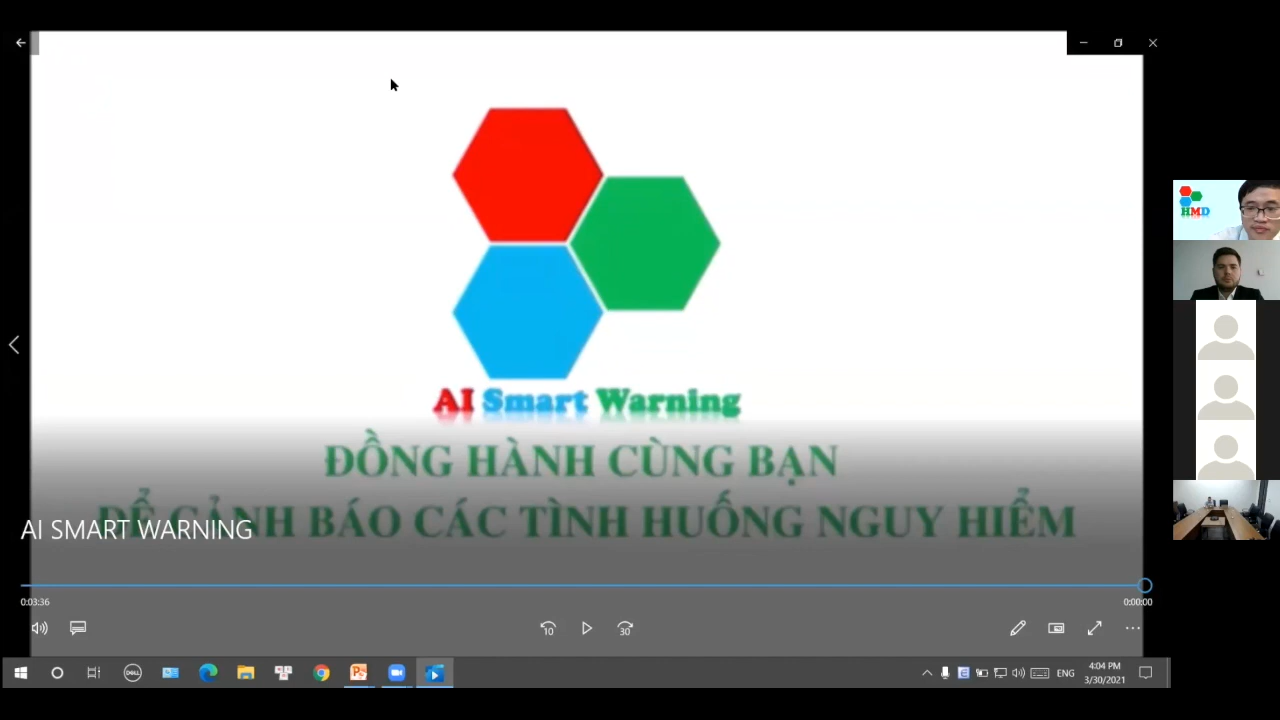 HMD
AI Smart Warning
ĐỒNG HÀNH CÙNG BẠN
ĐỂ CẢNH BÁO CÁC TÌNH HUỐNG NGUY HIỂM
AI SMART WARNING
0:03:36
0:00:00
10
30
DELL
ENG
4:04 PM
3/30/2021